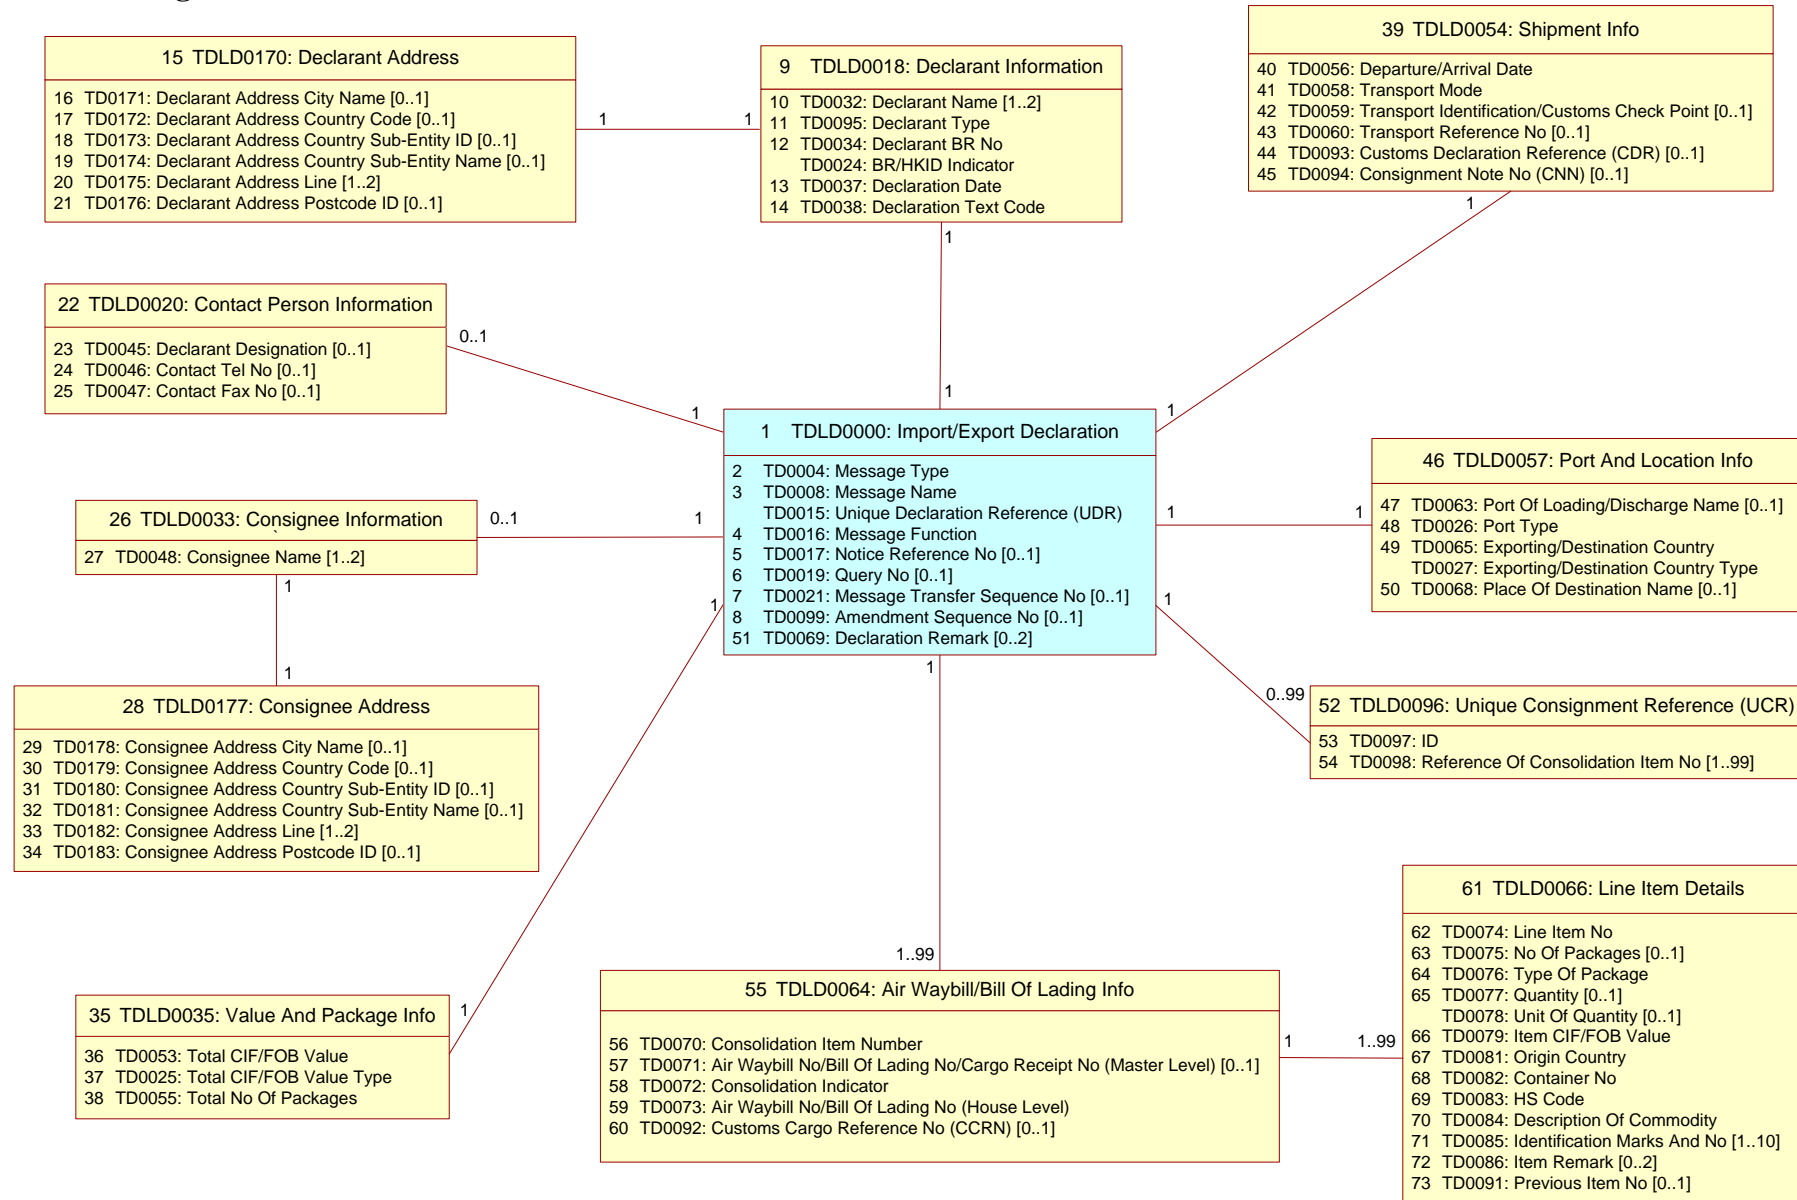 15 TDLD0170: Declarant Address
16 TD0171: Declarant Address City Name [0..1]
17 TD0172: Declarant Address Country Code [0..1]
18 TD0173: Declarant Address Country Sub-Entity ID [0..1]
19 TD0174: Declarant Address Country Sub-Entity Name [0..1]
20 TD0175: Declarant Address Line [1..2]
21 TD0176: Declarant Address Postcode ID [0..1]
1
1
9 TDLD0018: Declarant Information
10 TD0032: Declarant Name [1..2]
11 TD0095: Declarant Type
12 TD0034: Declarant BR No
TD0024: BR/HKID Indicator
13 TD0037: Declaration Date
14 TD0038: Declaration Text Code
1
1
39 TDLD0054: Shipment Info
40 TD0056: Departure/Arrival Date
41 TD0058: Transport Mode
42 TD0059: Transport Identification/Customs Check Point [0..1]
43 TD0060: Transport Reference No [0..1]
44 TD0093: Customs Declaration Reference (CDR) [0..1]
45 TD0094: Consignment Note No (CNN) [0..1]
1
1
22 TDLD0020: Contact Person Information
23 TD0045: Declarant Designation [0..1]
24 TD0046: Contact Tel No [0..1]
25 TD0047: Contact Fax No [0..1]
0..1
1
1 TDLD0000: Import/Export Declaration
2 TD0004: Message Type
3 TD0008: Message Name
TD0015: Unique Declaration Reference (UDR)
4 TD0016: Message Function
5 TD0017: Notice Reference No [0..1]
6 TD0019: Query No [0..1]
7 TD0021: Message Transfer Sequence No [0..1]
8 TD0099: Amendment Sequence No [0..1]
51 TD0069: Declaration Remark [0..2]
46 TDLD0057: Port And Location Info
47 TD0063: Port Of Loading/Discharge Name [0..1]
48 TD0026: Port Type
49 TD0065: Exporting/Destination Country
TD0027: Exporting/Destination Country Type
50 TD0068: Place Of Destination Name [0..1]
1
1
26 TDLD0033: Consignee Information
`
27 TD0048: Consignee Name [1..2]
0..1
1
1
1
28 TDLD0177: Consignee Address
29 TD0178: Consignee Address City Name [0..1]
30 TD0179: Consignee Address Country Code [0..1]
31 TD0180: Consignee Address Country Sub-Entity ID [0..1]
32 TD0181: Consignee Address Country Sub-Entity Name [0..1]
33 TD0182: Consignee Address Line [1..2]
34 TD0183: Consignee Address Postcode ID [0..1]
1
0..99
52 TDLD0096: Unique Consignment Reference (UCR)
53 TD0097: ID
54 TD0098: Reference Of Consolidation Item No [1..99]
1
1
35 TDLD0035: Value And Package Info
36 TD0053: Total CIF/FOB Value
37 TD0025: Total CIF/FOB Value Type
38 TD0055: Total No Of Packages
1
1..99
55 TDLD0064: Air Waybill/Bill Of Lading Info
56 TD0070: Consolidation Item Number
57 TD0071: Air Waybill No/Bill Of Lading No/Cargo Receipt No (Master Level) [0..1]
58 TD0072: Consolidation Indicator
59 TD0073: Air Waybill No/Bill Of Lading No (House Level)
60 TD0092: Customs Cargo Reference No (CCRN) [0..1]
1
1..99
61 TDLD0066: Line Item Details
62 TD0074: Line Item No
63 TD0075: No Of Packages [0..1]
64 TD0076: Type Of Package
65 TD0077: Quantity [0..1]
TD0078: Unit Of Quantity [0..1]
66 TD0079: Item CIF/FOB Value
67 TD0081: Origin Country
68 TD0082: Container No
69 TD0083: HS Code
70 TD0084: Description Of Commodity
71 TD0085: Identification Marks And No [1..10]
72 TD0086: Item Remark [0..2]
73 TD0091: Previous Item No [0..1]